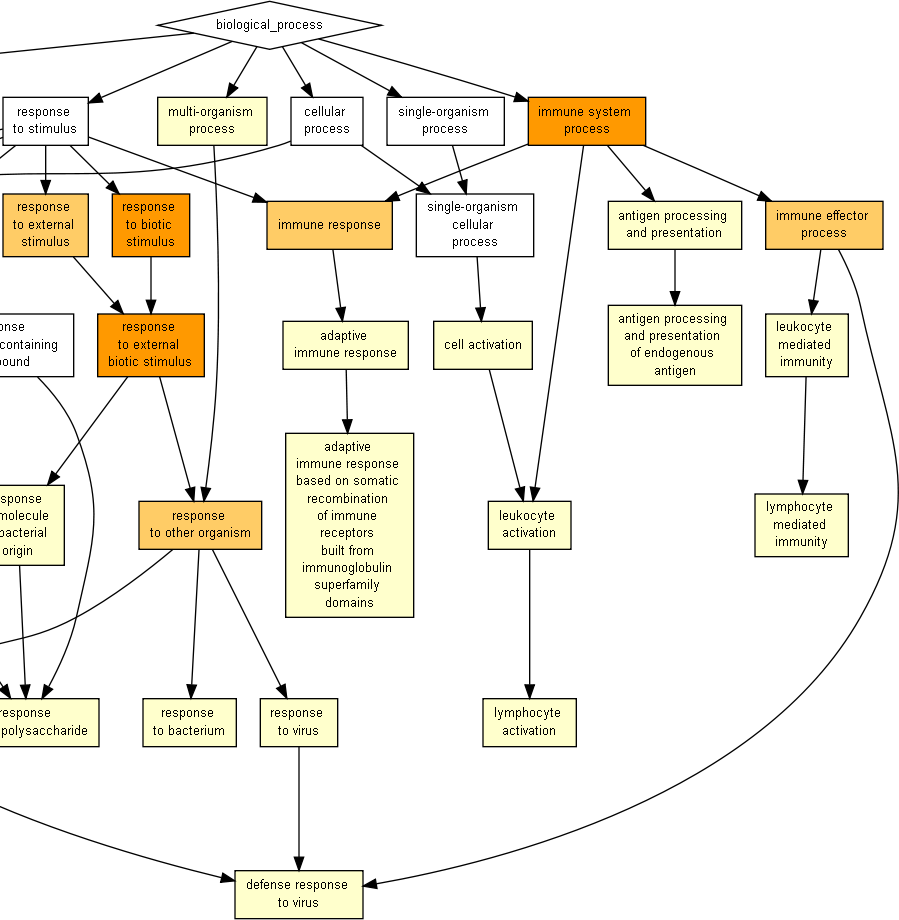 biological_process
response
to stimulus
multi-organism
process
cellular
process
single-organism
process
immune system
process
response
to external
stimulus
response
to biotic
stimulus
immune response
single-organism
cellular
process
antigen processing
and presentation
immune effector
process
onse
containing
ound
response
to external
biotic stimulus
adaptive
immune response
cell activation
antigen processing
and presentation
of endogenous
antigen
leukocyte
mediated
immunity
sponse
molecule
bacterial
origin
response
to other organism
adaptive
immune response
based on somatic
recombination
of immune
receptors
built from
immunoglobulin
superfamily
domains
leukocyte
activation
lymphocyte
mediated
immunity
response
polysaccharide
response
to bacterium
response
to virus
lymphocyte
activation
defense response
to virus